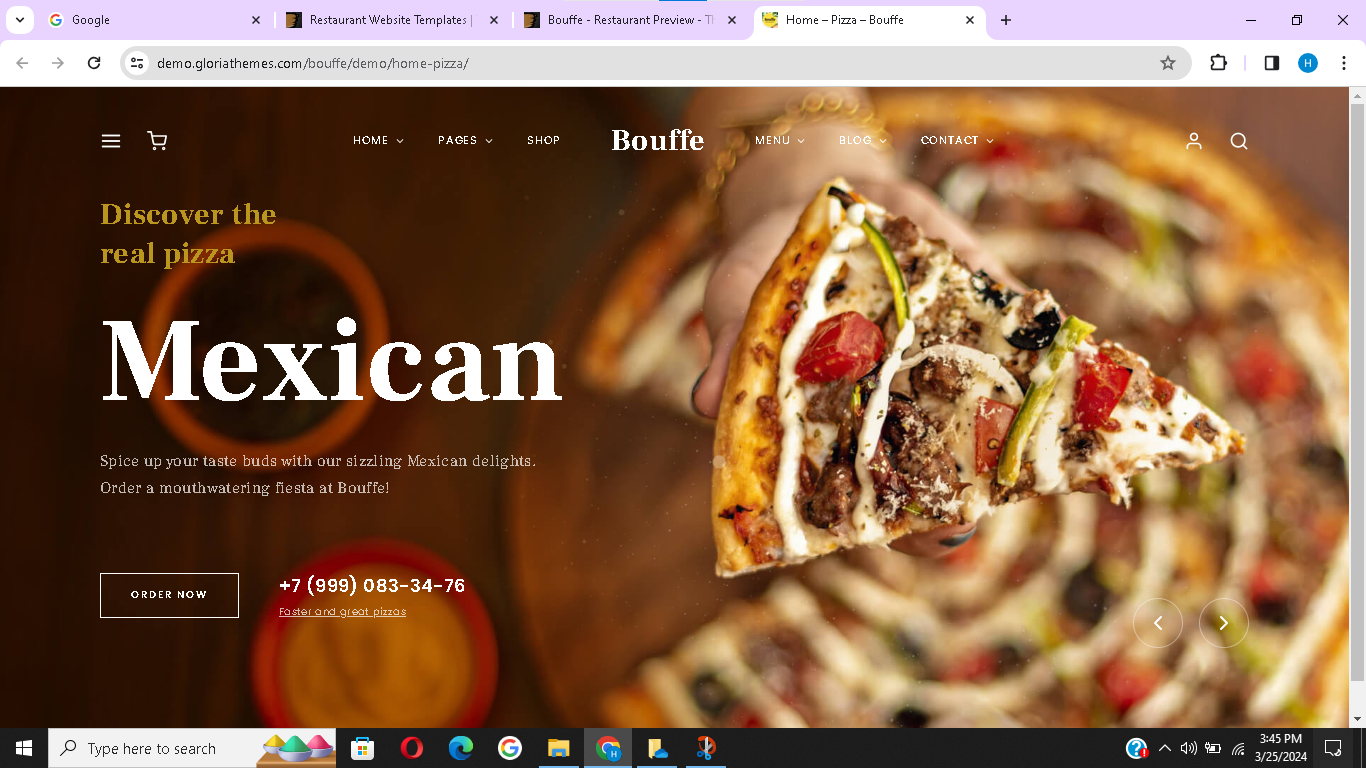 Google
Restaurant Website Templates |
Bouffe - Restaurant Preview - Th
Home – Pizza – Bouffe
demo.gloriathemes.com/bouffe/demo/home-pizza/
H
HOME
PAGES
SHOP
Bouffe
MENU
BLOG
CONTACT
Discover the
real pizza
Mexican
Spice up your taste buds with our sizzling Mexican delights.
Order a mouthwatering fiesta at Bouffe!
ORDER NOW
+7 (999) 083-34-76
Faster and great pizzas
Type here to search
H
3:45 PM
3/25/2024